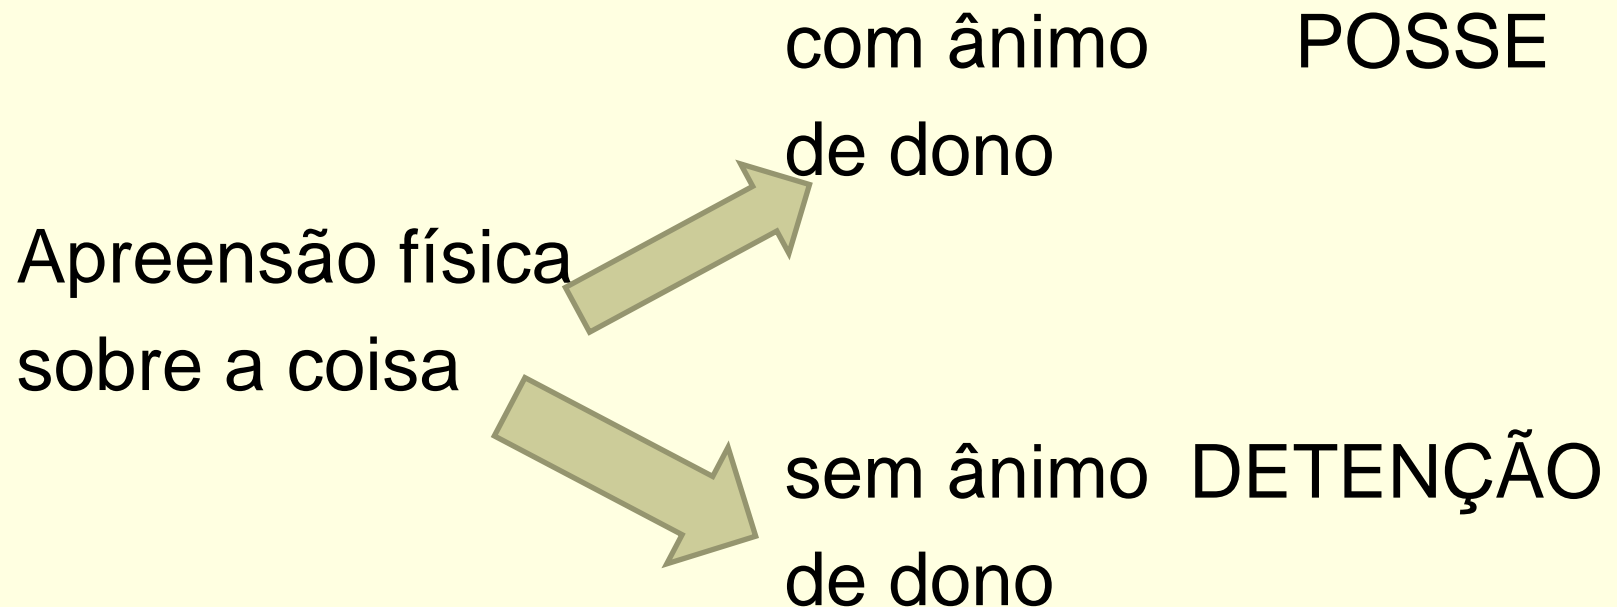 com ânimo POSSE
de dono
Apreensão física
sobre a coisa
sem ânimo DETENÇÃO
de dono